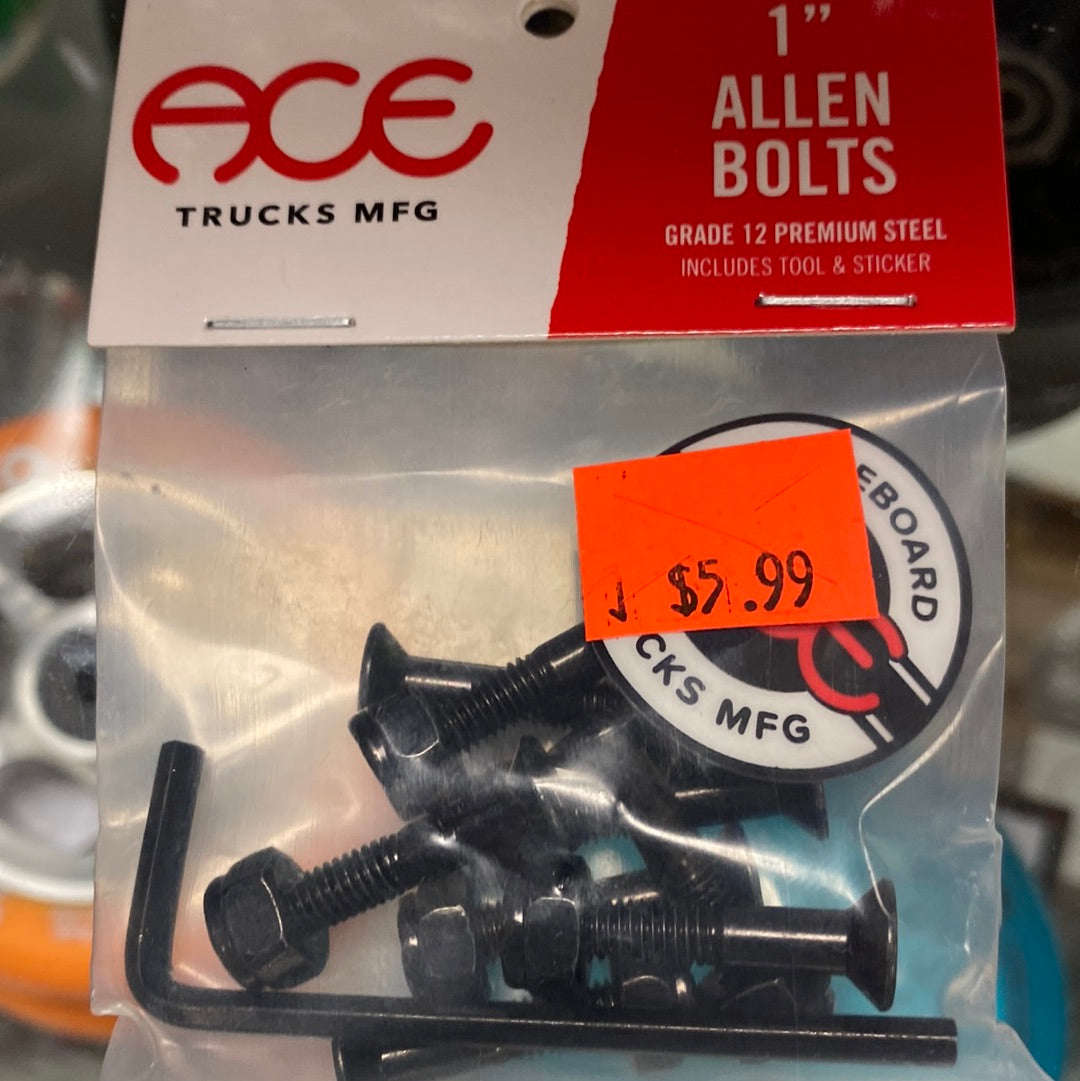 ACE
TRUCKS MFG
1”
ALLEN
BOLTS
GRADE 12 PREMIUM STEEL
INCLUDES TOOL & STICKER
$5.99
EBOARD
CKS MFG